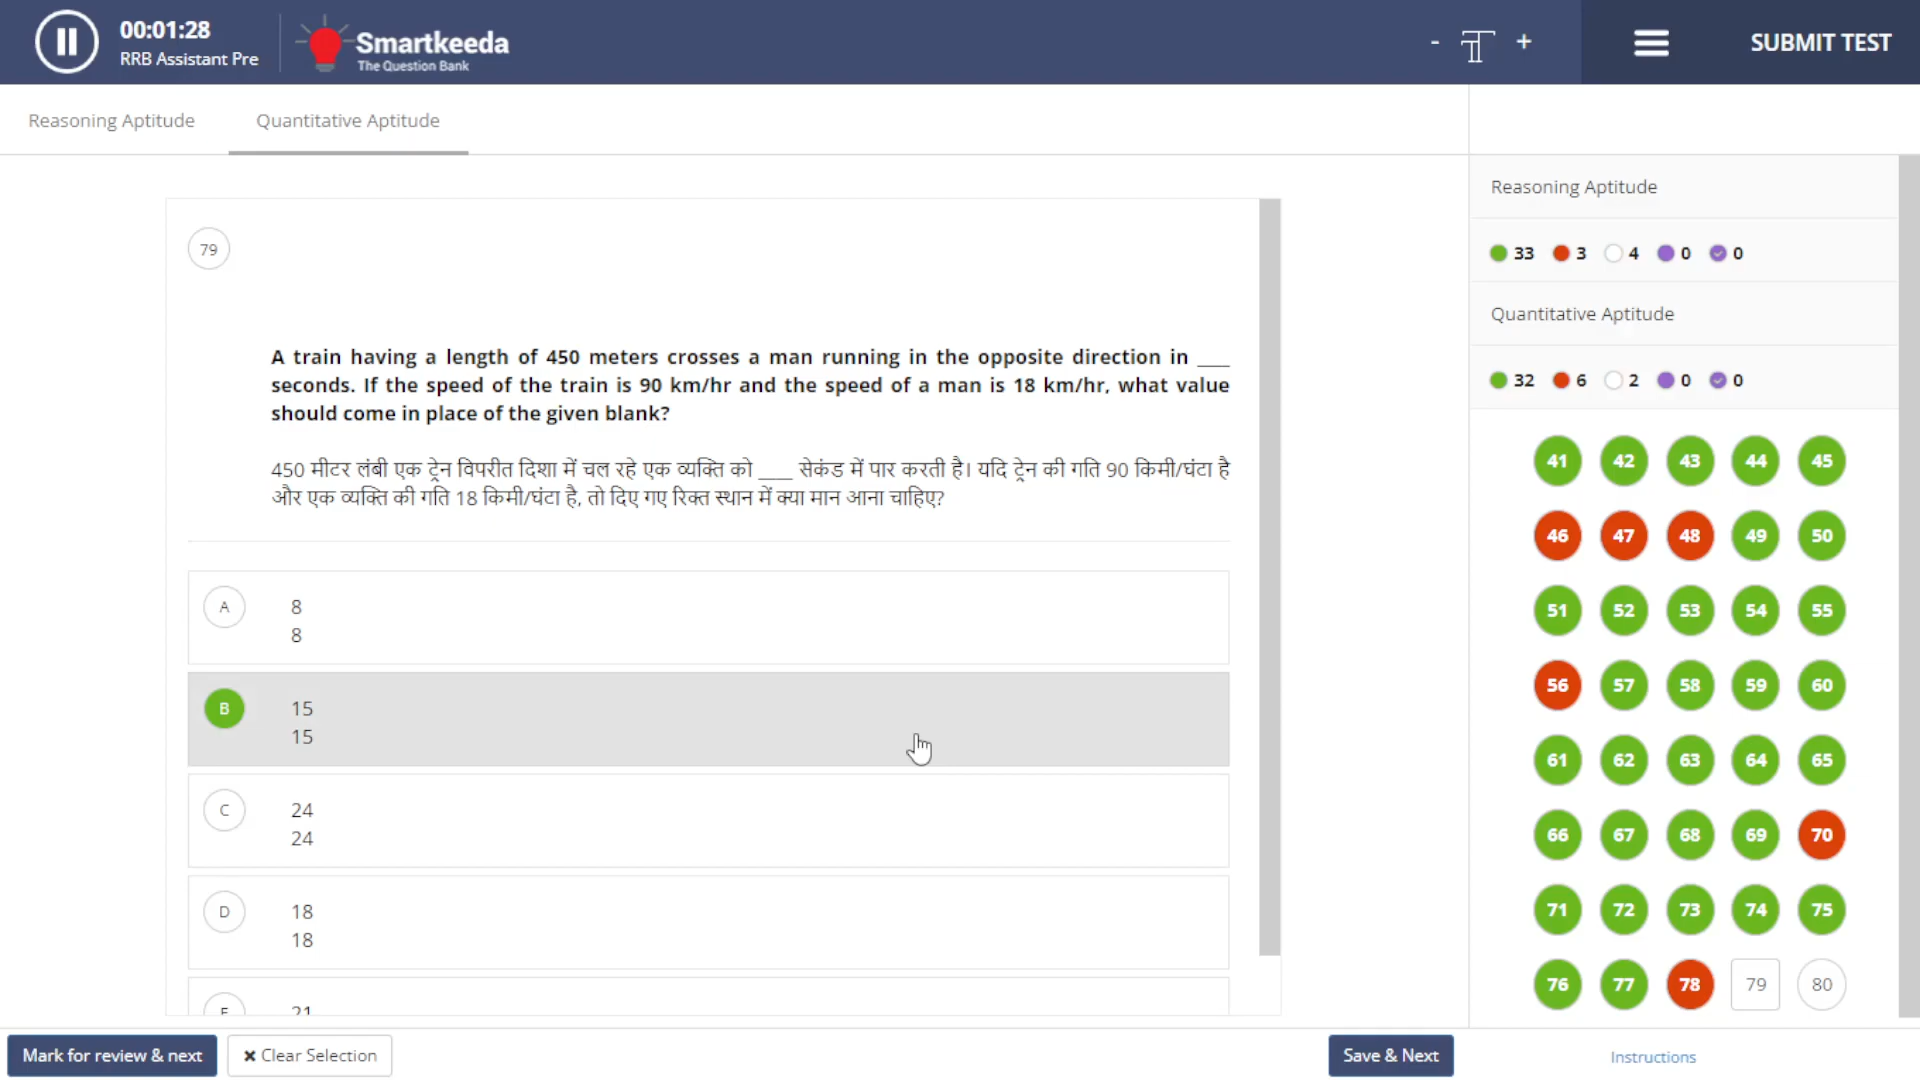 00:01:28
RRB Assistant Pre
Smartkeeda
The Question Bank
- T +
SUBMIT TEST
Reasoning Aptitude
Quantitative Aptitude
79
A train having a length of 450 meters crosses a man running in the opposite direction in ___
seconds. If the speed of the train is 90 km/hr and the speed of a man is 18 km/hr, what value
should come in place of the given blank?
450 मीटर लंबी एक ट्रेन विपरीत दिशा में चल रहे एक व्यक्ति को ___ सेकंड में पार करती है। यदि ट्रेन की गति 90 किमी/घंटा है
और एक व्यक्ति की गति 18 किमी/घंटा है, तो दिए गए रिक्त स्थान में क्या मान आना चाहिए?
A
8
8
B
15
15
C
24
24
D
18
18
E
21
Mark for review & next
✖ Clear Selection
Save & Next
Reasoning Aptitude
33 3 4 0 0
Quantitative Aptitude
32 6 2 0 0
41 42 43 44 45
46 47 48 49 50
51 52 53 54 55
56 57 58 59 60
61 62 63 64 65
66 67 68 69 70
71 72 73 74 75
76 77 78 79 80
Instructions